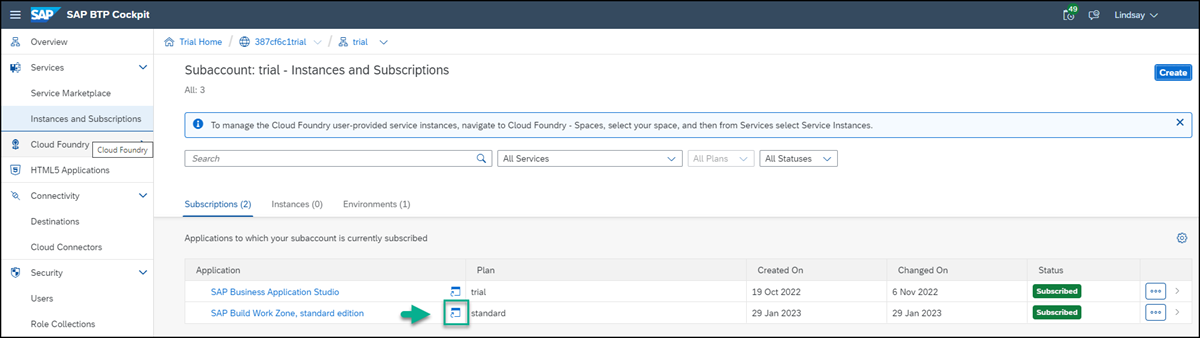 SAP SAP BTP Cockpit 49 Lindsay
Overview
Services
Service Marketplace
Instances and Subscriptions
Cloud Foundry
Cloud Foundry
HTML5 Applications
Connectivity
Destinations
Cloud Connectors
Security
Users
Role Collections
Trial Home / 387cf6c1trial / trial
Subaccount: trial - Instances and Subscriptions
All: 3
Create
To manage the Cloud Foundry user-provided service instances, navigate to Cloud Foundry - Spaces, select your space, and then from Services select Service Instances.
Search All Services All Plans All Statuses
Subscriptions (2) Instances (0) Environments (1)
Applications to which your subaccount is currently subscribed
Application Plan Created On Changed On Status
SAP Business Application Studio trial 19 Oct 2022 6 Nov 2022 Subscribed
SAP Build Work Zone, standard edition standard 29 Jan 2023 29 Jan 2023 Subscribed